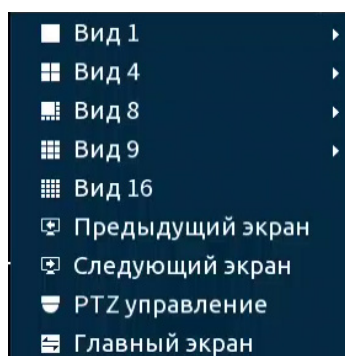 Вид 1
Вид 4
Вид 8
Вид 9
Вид 16
Предыдущий экран
Следующий экран
PTZ управление
Главный экран